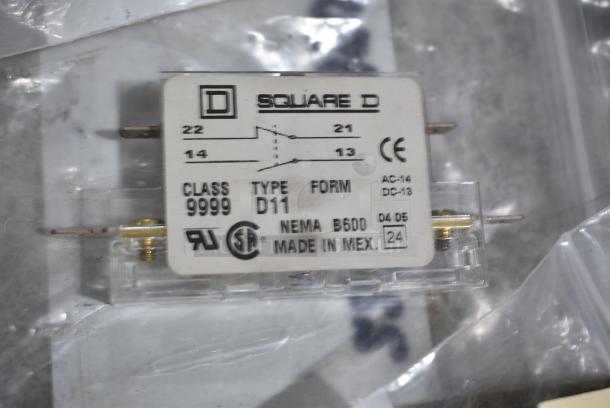 D SQUARE D
22 21
14 13
CE
AC-14
DC-13
CLASS TYPE FORM
9999 D11
NEMA B600
04 05
MADE IN MEX.
24